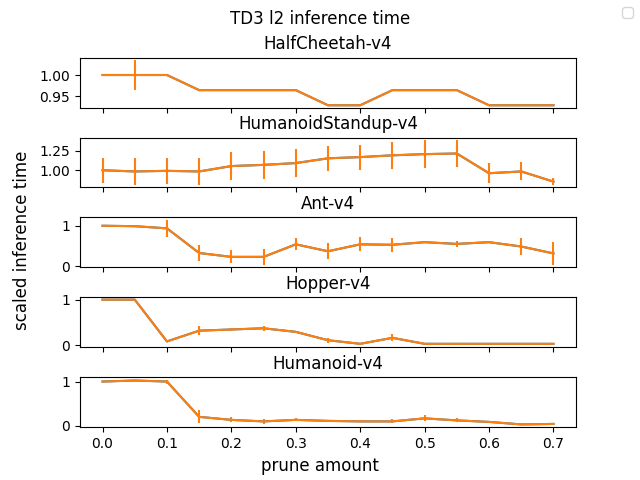 TD3 l2 inference time
HalfCheetah-v4
1.00
0.95
HumanoidStandup-v4
1.25
1.00
Ant-v4
1
0
scaled inference time
Hopper-v4
1
0
Humanoid-v4
1
0
0.0 0.1 0.2 0.3 0.4 0.5 0.6 0.7
prune amount